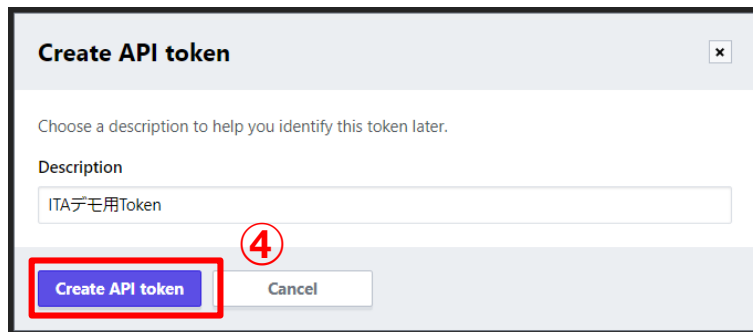 Create API token
×
Choose a description to help you identify this token later.
Description
ITAデモ用Token
④
Create API token
Cancel